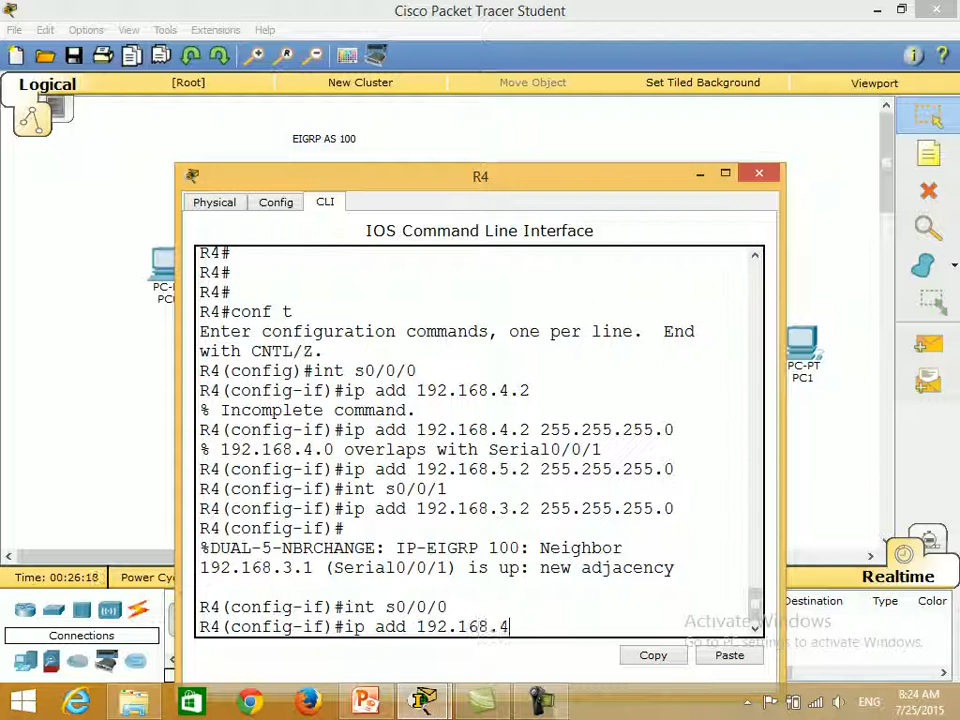 Cisco Packet Tracer Student
File Edit Options View Tools Extensions Help
Logical [Root] New Cluster Move Object Set Tiled Background Viewport
EIGRP AS 100
R4
Physical Config CLI
IOS Command Line Interface
R4#
R4#
R4#
R4#conf t
Enter configuration commands, one per line. End
with CNTL/Z.
R4(config)#int s0/0/0
R4(config-if)#ip add 192.168.4.2
% Incomplete command.
R4(config-if)#ip add 192.168.4.2 255.255.255.0
% 192.168.4.0 overlaps with Serial0/0/1
R4(config-if)#ip add 192.168.5.2 255.255.255.0
R4(config-if)#int s0/0/1
R4(config-if)#ip add 192.168.3.2 255.255.255.0
R4(config-if)#
%DUAL-5-NBRCHANGE: IP-EIGRP 100: Neighbor
192.168.3.1 (Serial0/0/1) is up: new adjacency
R4(config-if)#int s0/0/0
R4(config-if)#ip add 192.168.4
Copy Paste
PC-PT
PC1
Time: 00:26:18 Power Cyc
Realtime
Connections
Destination Type Color
Activate Windows
Go to PC settings to activate Windows.
ENG
8:24 AM
7/25/2015